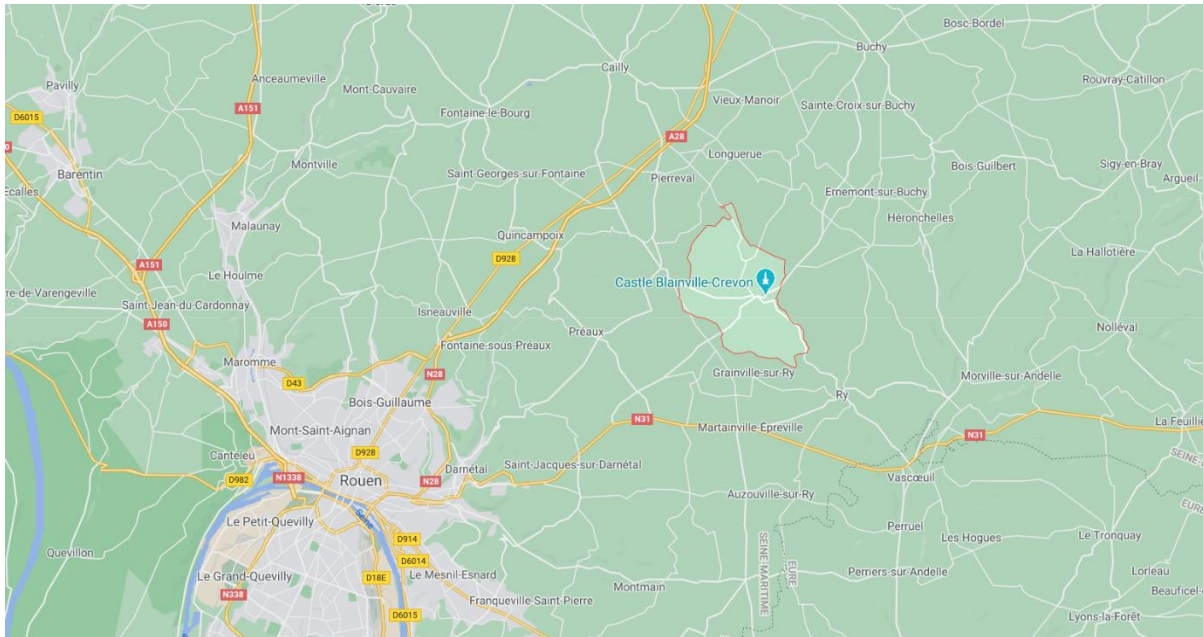 Bosc-Bordel
Buchy
Cailly
Rouvray-Catillon
Anceaumeville
Pavilly
Mont-Cauvaire
Vieux-Manoir
Sainte-Croix-sur-Buchy
A151
Fontaine-le-Bourg
D6015
A28
Longuerue
Montville
Bois-Guilbert
Sigy-en-Bray
Barentin
Saint-Georges-sur-Fontaine
Pierreval
Argueil
Écalles
Ernemont-sur-Buchy
Malaunay
Héronchelles
Quincampoix
La Hallotière
D928
A151
Le Houlme
Castle Blainville-Crevon
re-de-Varengeville
Saint-Jean-du-Cardonnay
Isneauville
A150
Préaux
Nolléval
Fontaine-sous-Préaux
Maromme
Grainville-sur-Ry
N28
Morville-sur-Andelle
D43
Ry
Bois-Guillaume
N31
La Feuillie
Mont-Saint-Aignan
Martainville-Épreville
N31
D928
Canteleu
Saint-Jacques-sur-Darnétal
Darnétal
N1338
D982
Rouen
N28
Vascœuil
Auzouville-sur-Ry
Seine
Le Petit-Quevilly
Perruel
Les Hogues
Le Tronquay
D914
Quevillon
D6014
SEINE-MARITIME
EURE
EURE
Le Grand-Quevilly
D18E
Le Mesnil-Esnard
Perriers-sur-Andelle
Lorleau
Montmain
N338
Franqueville-Saint-Pierre
D6015
Lyons-la-Forêt